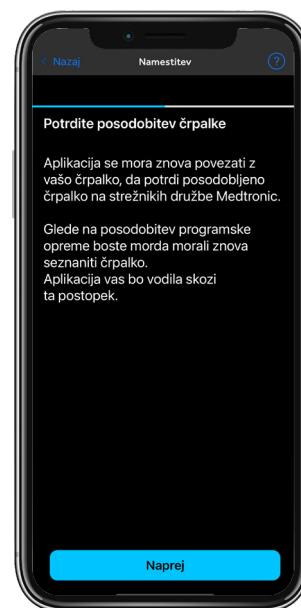 Nazaj
Namestitev
?
Potrdite posodobitev črpalke
Aplikacija se mora znova povezati z
vašo črpalko, da potrdi posodobljeno
črpalko na strežnikih družbe Medtronic.
Glede na posodobitev programske
opreme boste morda morali znova
seznaniti črpalko.
Aplikacija vas bo vodila skozi
ta postopek.
Naprej